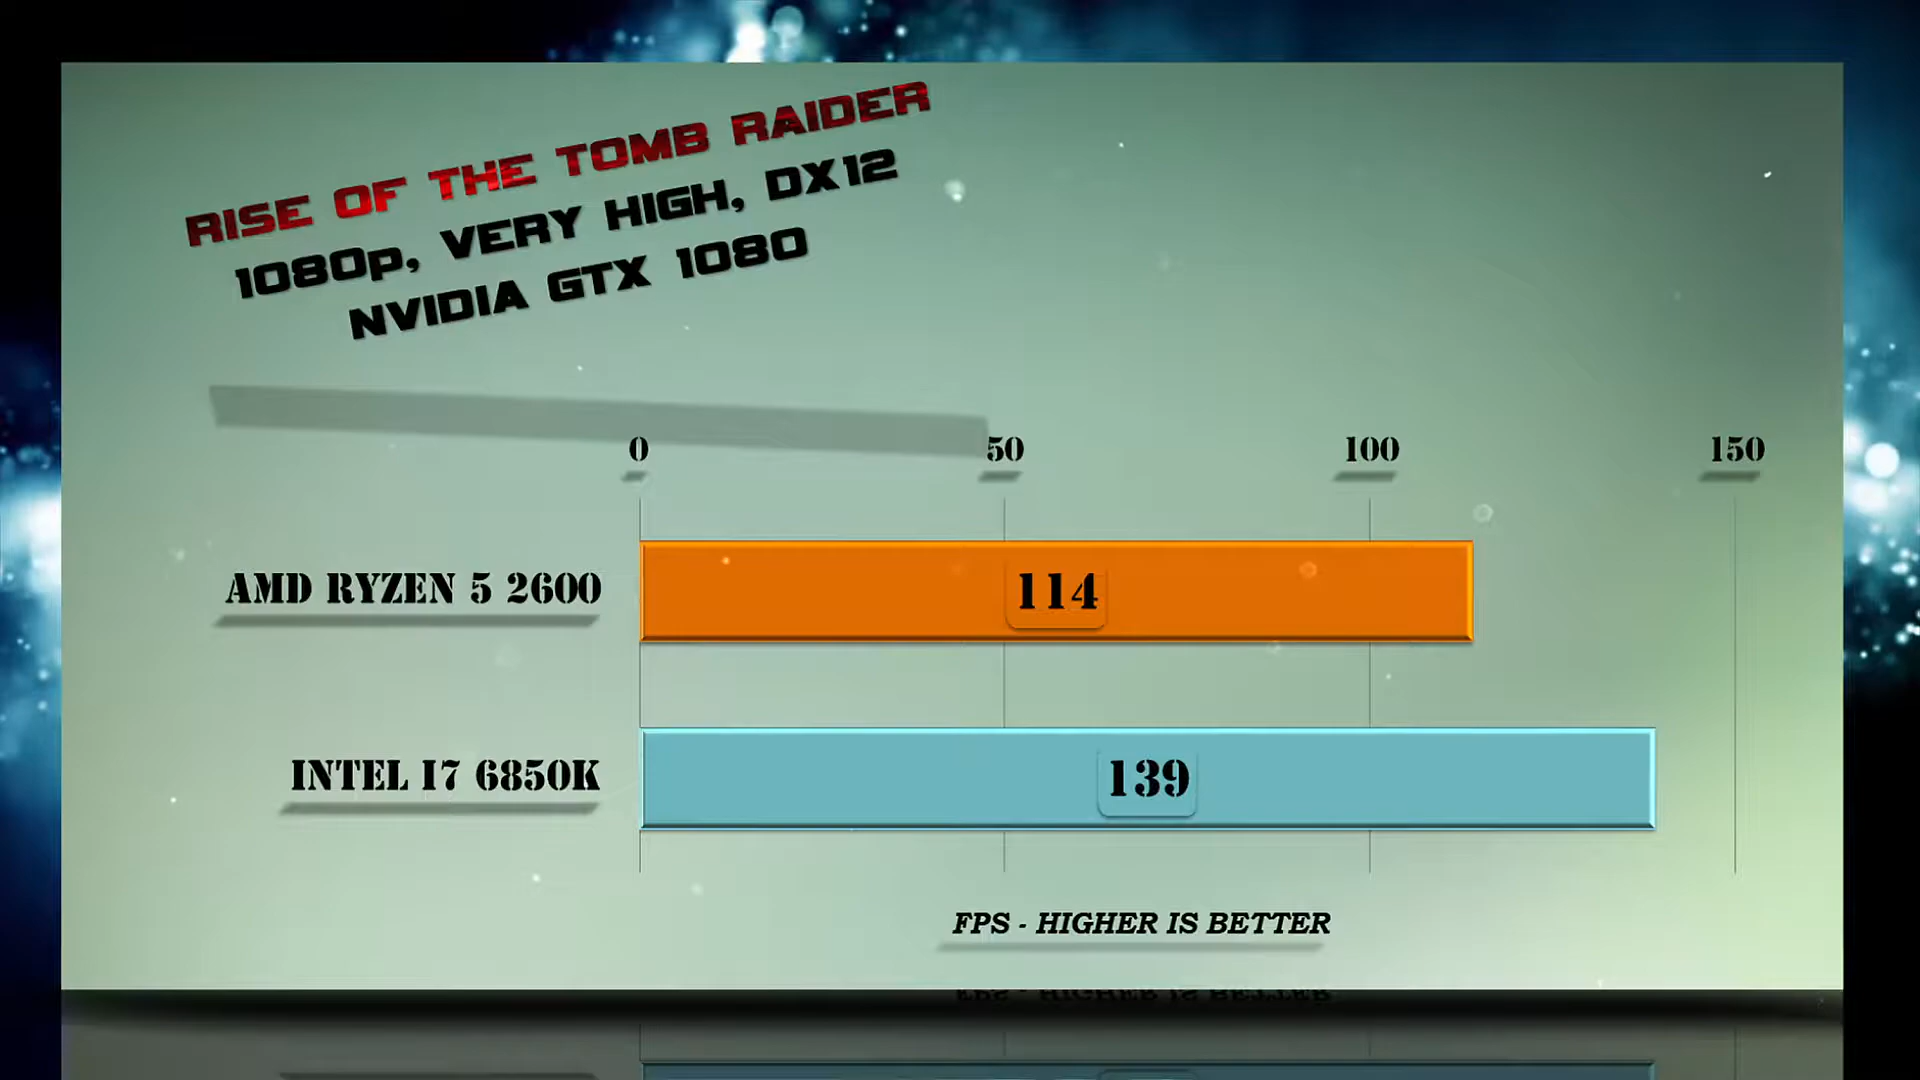 RISE OF THE TOMB RAIDER
1080p, VERY HIGH, DX12
NVIDIA GTX 1080
0 50 100 150
AMD RYZEN 5 2600 114
INTEL I7 6850K 139
FPS - HIGHER IS BETTER